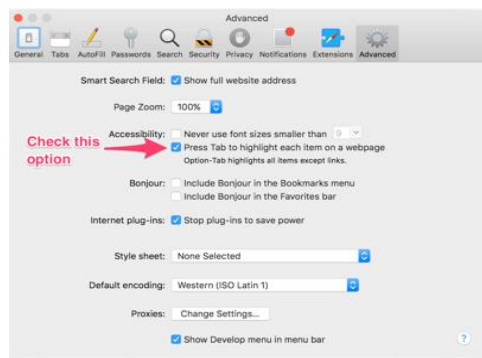 Advanced
General Tabs AutoFill Passwords Search Security Privacy Notifications Extensions Advanced
Smart Search Field: Show full website address
Page Zoom: 100%
Accessibility: Never use font sizes smaller than 9
Check this
option
Press Tab to highlight each item on a webpage
Option-Tab highlights all items except links.
Bonjour: Include Bonjour in the Bookmarks menu
Include Bonjour in the Favorites bar
Internet plug-ins: Stop plug-ins to save power
Style sheet: None Selected
Default encoding: Western (ISO Latin 1)
Proxies: Change Settings...
Show Develop menu in menu bar
?